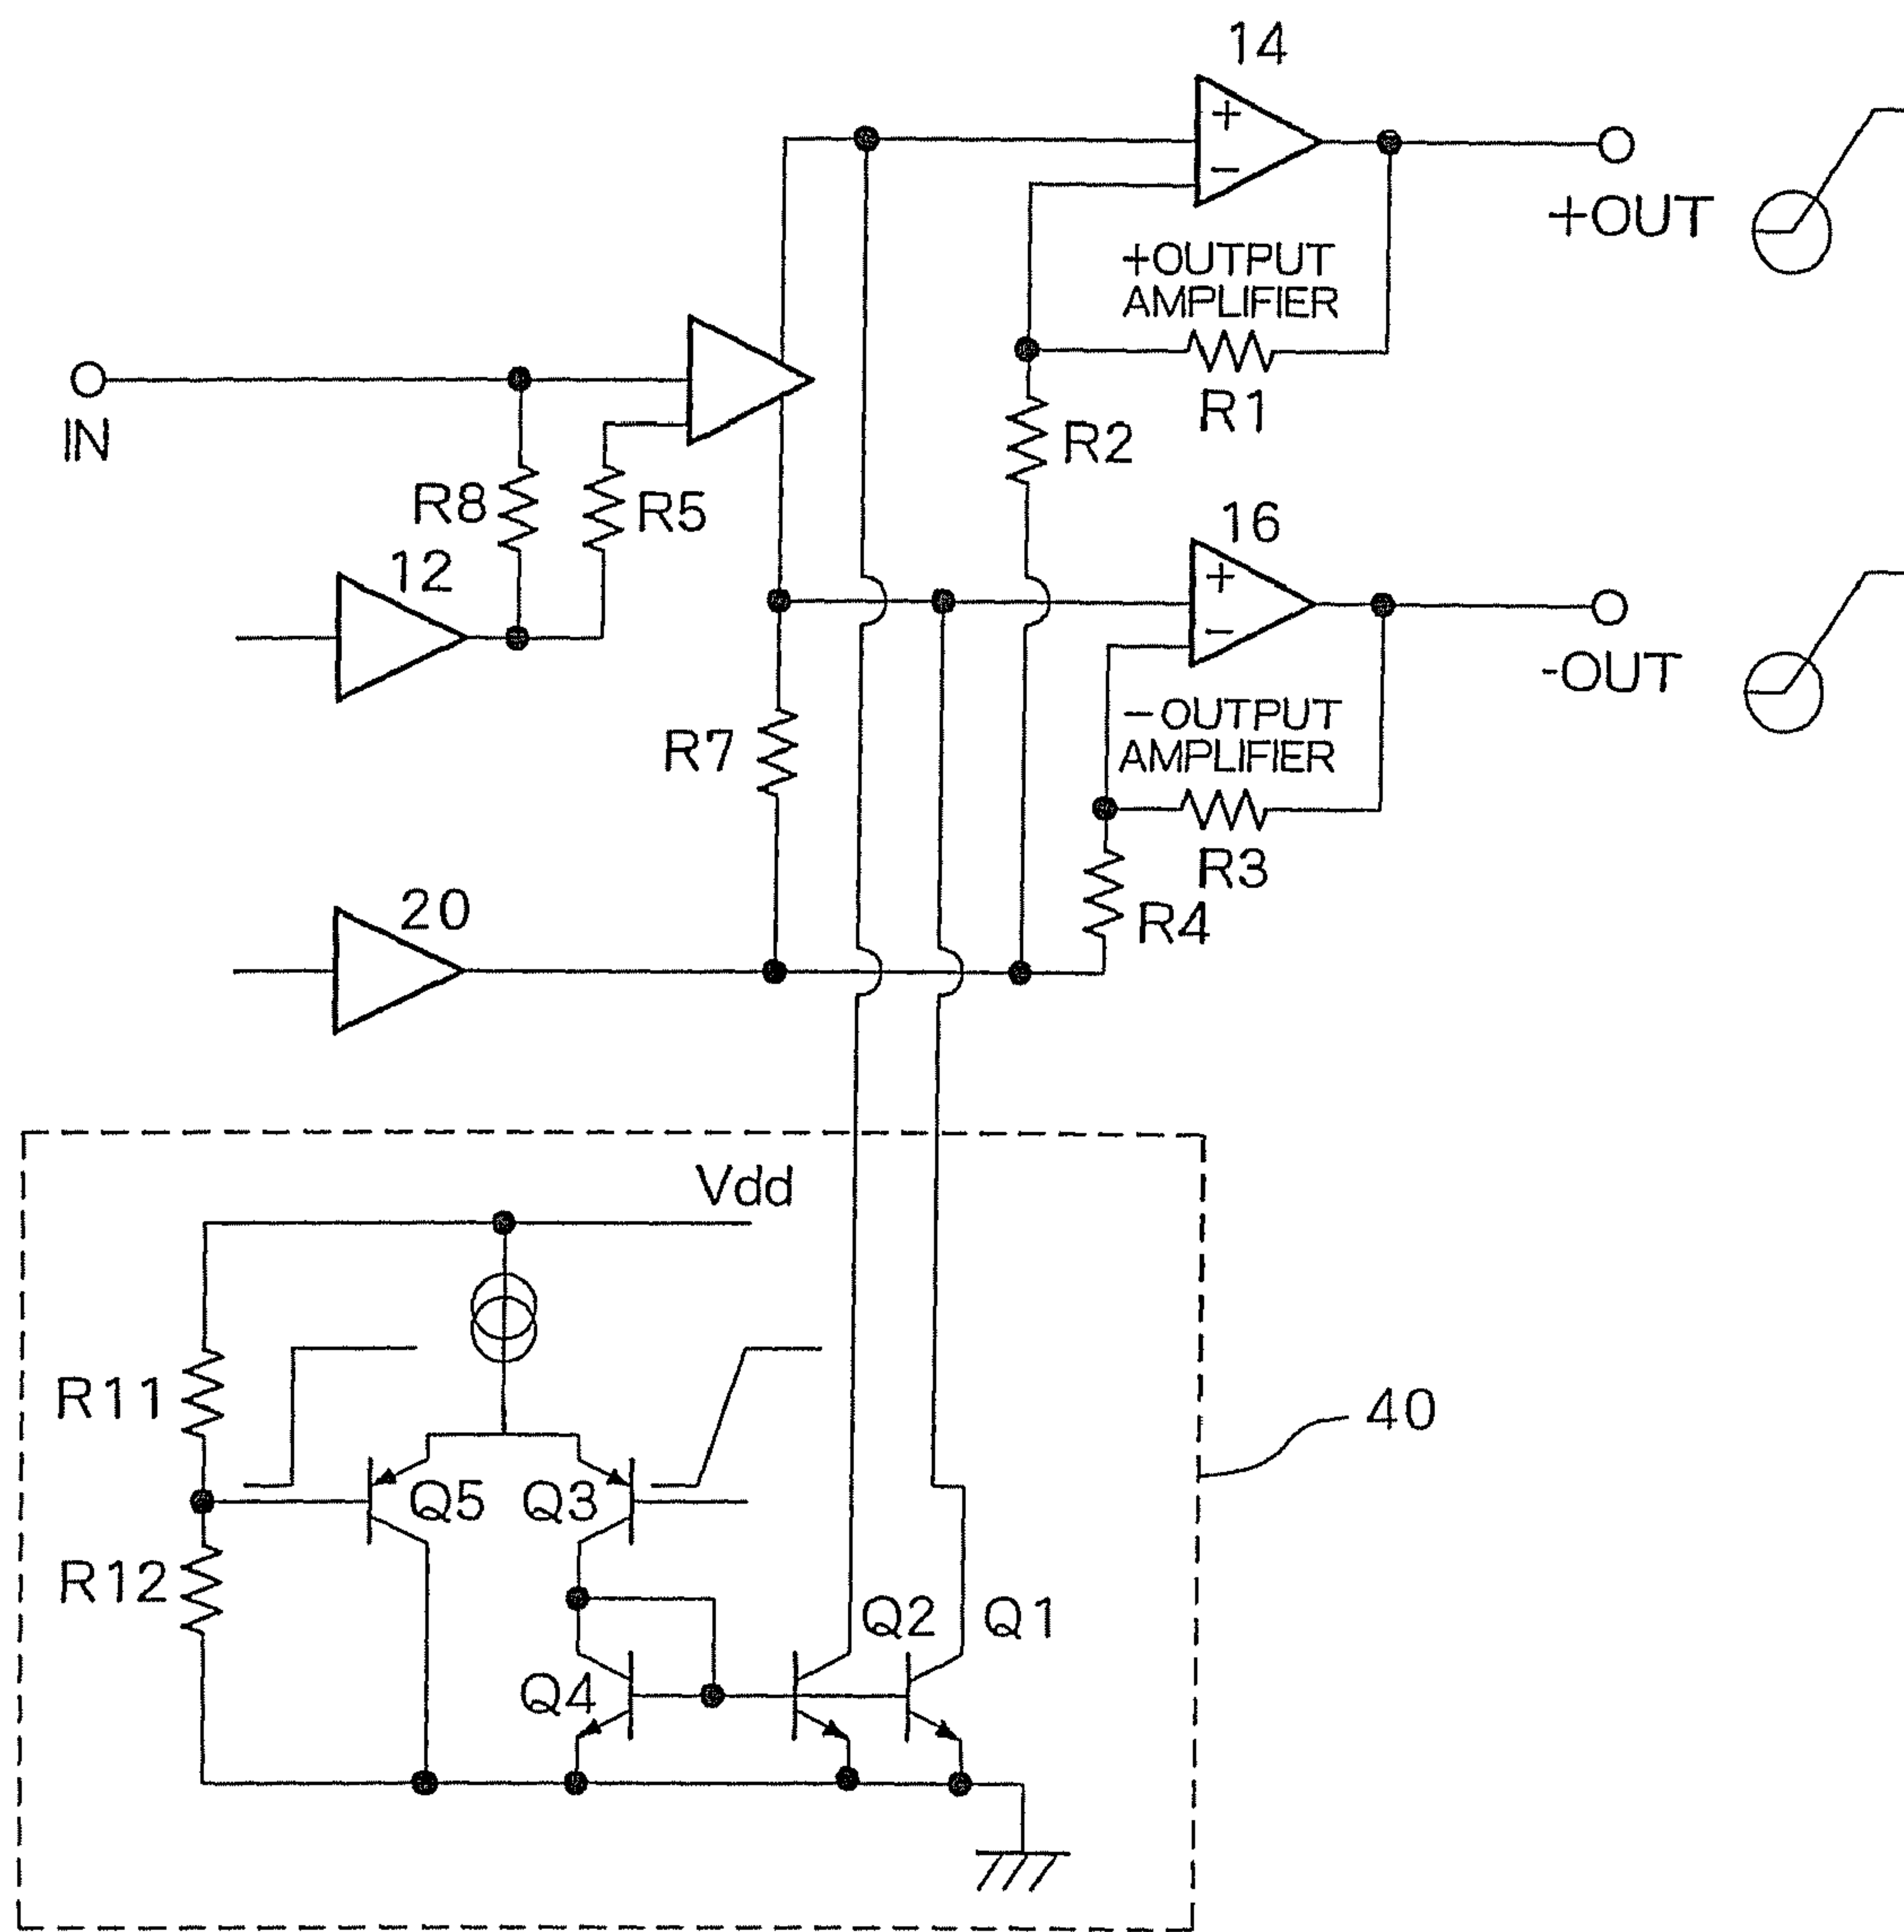 14
+
−
+OUT
+OUTPUT
AMPLIFIER
R1
IN
R2
R8
R5
16
12
+
−
-OUT
−OUTPUT
AMPLIFIER
R7
R3
R4
20
Vdd
R11
40
Q5
Q3
R12
Q2
Q1
Q4